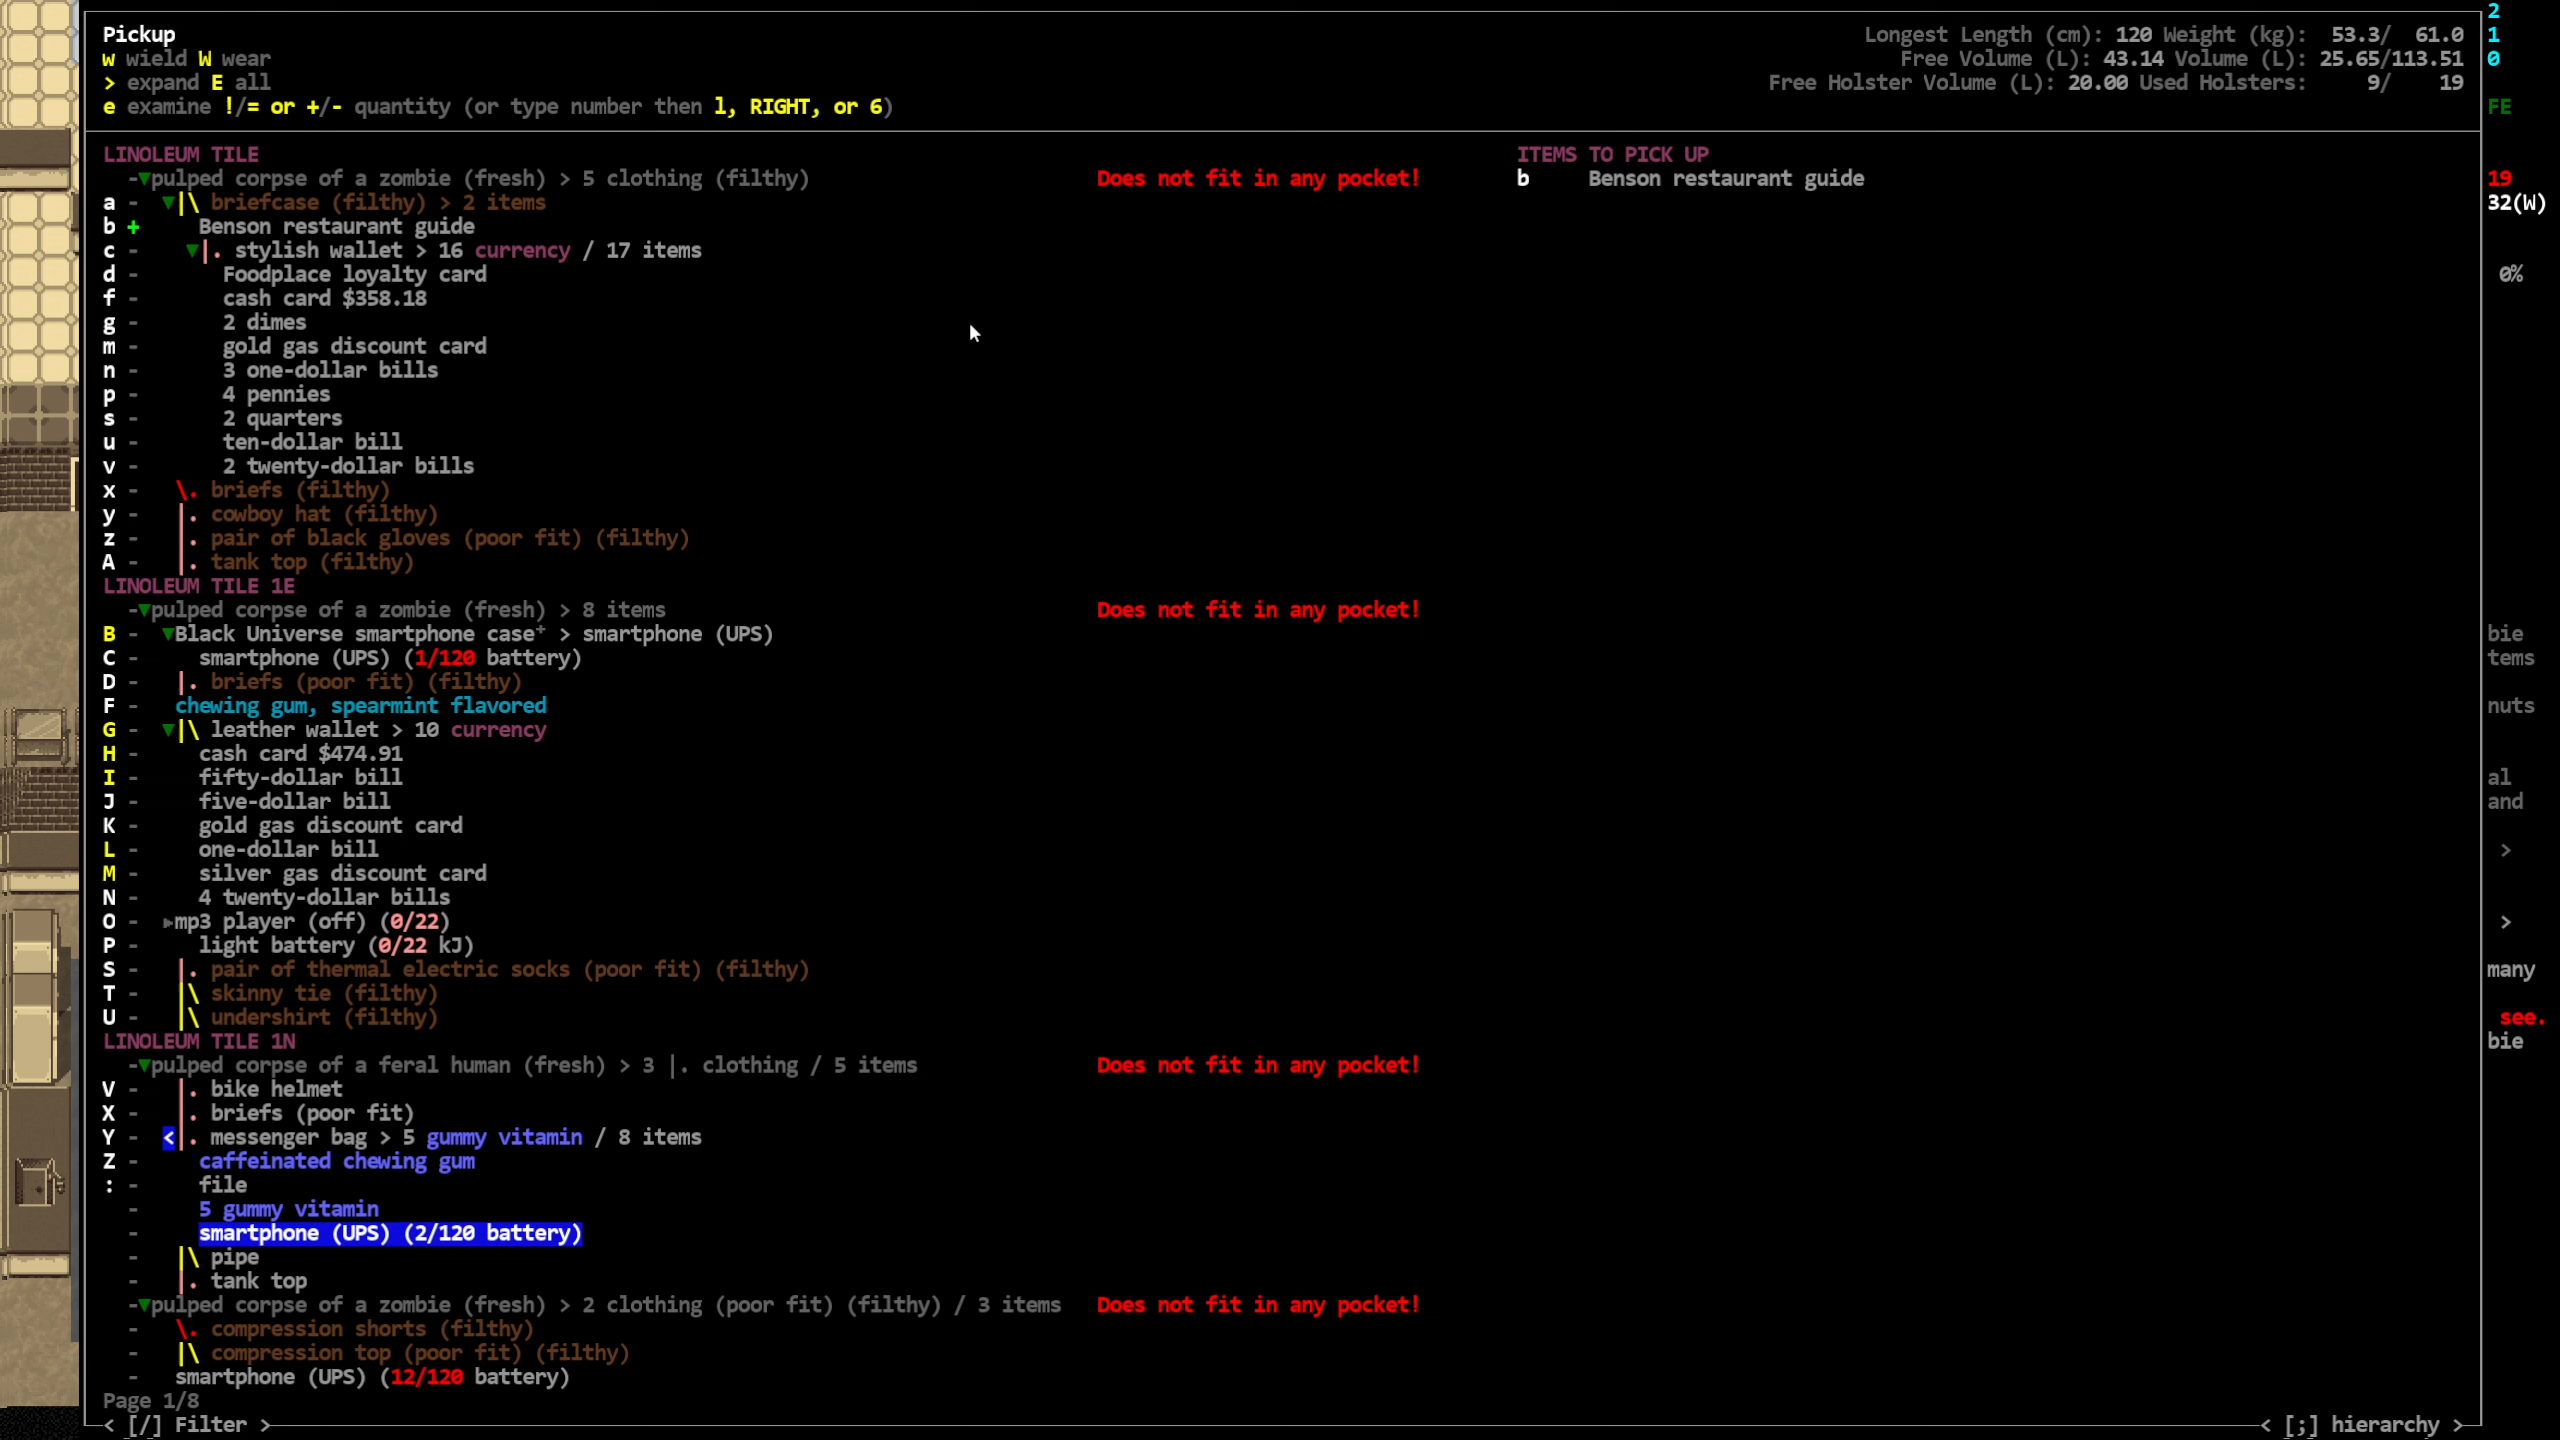 Pickup
w wield W wear
> expand E all
e examine !/= or +/- quantity (or type number then l, RIGHT, or 6)
Longest Length (cm): 120 Weight (kg): 53.3/ 61.0
Free Volume (L): 43.14 Volume (L): 25.65/113.51
Free Holster Volume (L): 20.00 Used Holsters: 9/ 19
2
1
0
FE
19
32(W)
0%
LINOLEUM TILE
-▼pulped corpse of a zombie (fresh) > 5 clothing (filthy) Does not fit in any pocket!
a - ▼|\ briefcase (filthy) > 2 items
b + Benson restaurant guide
c - ▼|. stylish wallet > 16 currency / 17 items
d - Foodplace loyalty card
f - cash card $358.18
g - 2 dimes
m - gold gas discount card
n - 3 one-dollar bills
p - 4 pennies
s - 2 quarters
u - ten-dollar bill
v - 2 twenty-dollar bills
x - \. briefs (filthy)
y - |. cowboy hat (filthy)
z - |. pair of black gloves (poor fit) (filthy)
A - |. tank top (filthy)
LINOLEUM TILE 1E
-▼pulped corpse of a zombie (fresh) > 8 items Does not fit in any pocket!
B - ▼Black Universe smartphone case⁺ > smartphone (UPS)
C - smartphone (UPS) (1/120 battery)
D - |. briefs (poor fit) (filthy)
F - chewing gum, spearmint flavored
G - ▼|\ leather wallet > 10 currency
H - cash card $474.91
I - fifty-dollar bill
J - five-dollar bill
K - gold gas discount card
L - one-dollar bill
M - silver gas discount card
N - 4 twenty-dollar bills
O - ▶mp3 player (off) (0/22)
P - light battery (0/22 kJ)
S - |. pair of thermal electric socks (poor fit) (filthy)
T - |\ skinny tie (filthy)
U - |\ undershirt (filthy)
LINOLEUM TILE 1N
-▼pulped corpse of a feral human (fresh) > 3 |. clothing / 5 items Does not fit in any pocket!
V - |. bike helmet
X - |. briefs (poor fit)
Y - <|. messenger bag > 5 gummy vitamin / 8 items
Z - caffeinated chewing gum
: - file
- 5 gummy vitamin
- smartphone (UPS) (2/120 battery)
- |\ pipe
- |. tank top
-▼pulped corpse of a zombie (fresh) > 2 clothing (poor fit) (filthy) / 3 items Does not fit in any pocket!
- \. compression shorts (filthy)
- |\ compression top (poor fit) (filthy)
- smartphone (UPS) (12/120 battery)
Page 1/8
< [/] Filter >
< [;] hierarchy >
ITEMS TO PICK UP
b Benson restaurant guide
bie
tems
nuts
al
and
>
>
many
see.
bie